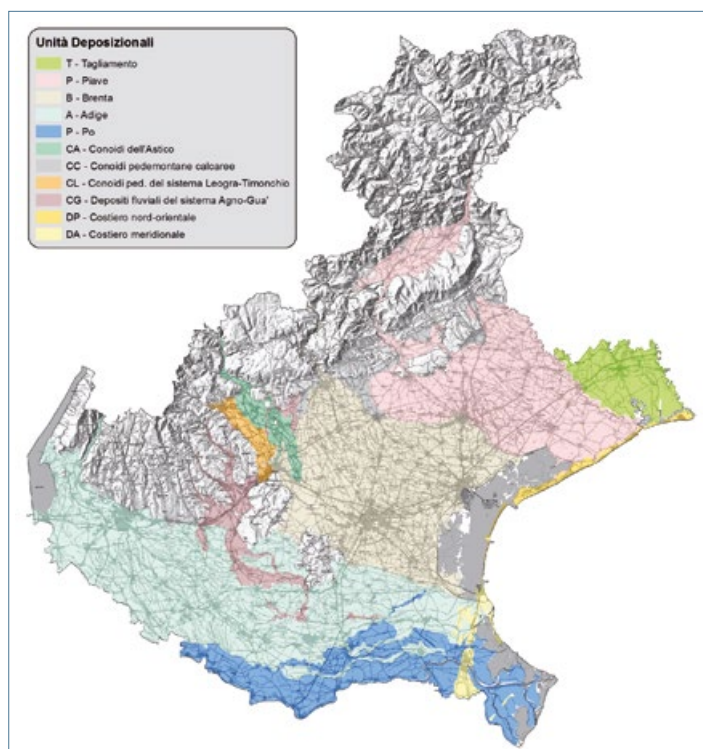 Unità Deposizionali
T - Tagliamento
P - Piave
B - Brenta
A - Adige
P - Po
CA - Conoidi dell'Astico
CC - Conoidi pedemontane calcaree
CL - Conoidi ped. del sistema Leogra-Timonchio
CG - Depositi fluviali del sistema Agno-Gua'
DP - Costiero nord-orientale
DA - Costiero meridionale